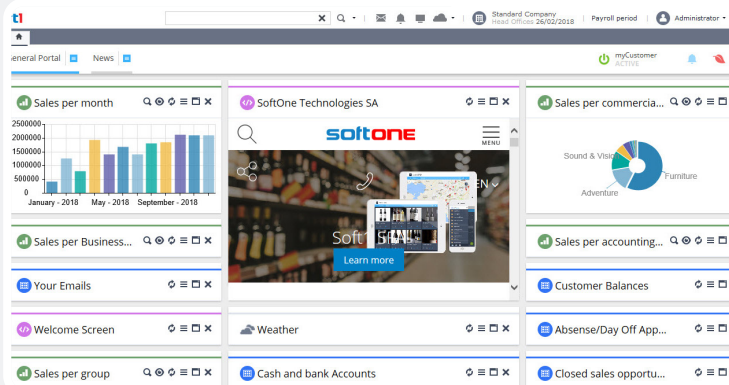 t1
Standard Company
Head Offices 26/02/2018
Payroll period
Administrator
General Portal
News
myCustomer
ACTIVE
Sales per month
2500000
2000000
1500000
1000000
500000
0
January - 2018
May - 2018
September - 2018
Sales per Business...
Your Emails
Welcome Screen
Sales per group
SoftOne Technologies SA
softone
MENU
EN
Learn more
Weather
Cash and bank Accounts
Sales per commercia...
Sound & Visio
Furniture
Adventure
Sales per accounting...
Customer Balances
Absense/Day Off App...
Closed sales opportu...